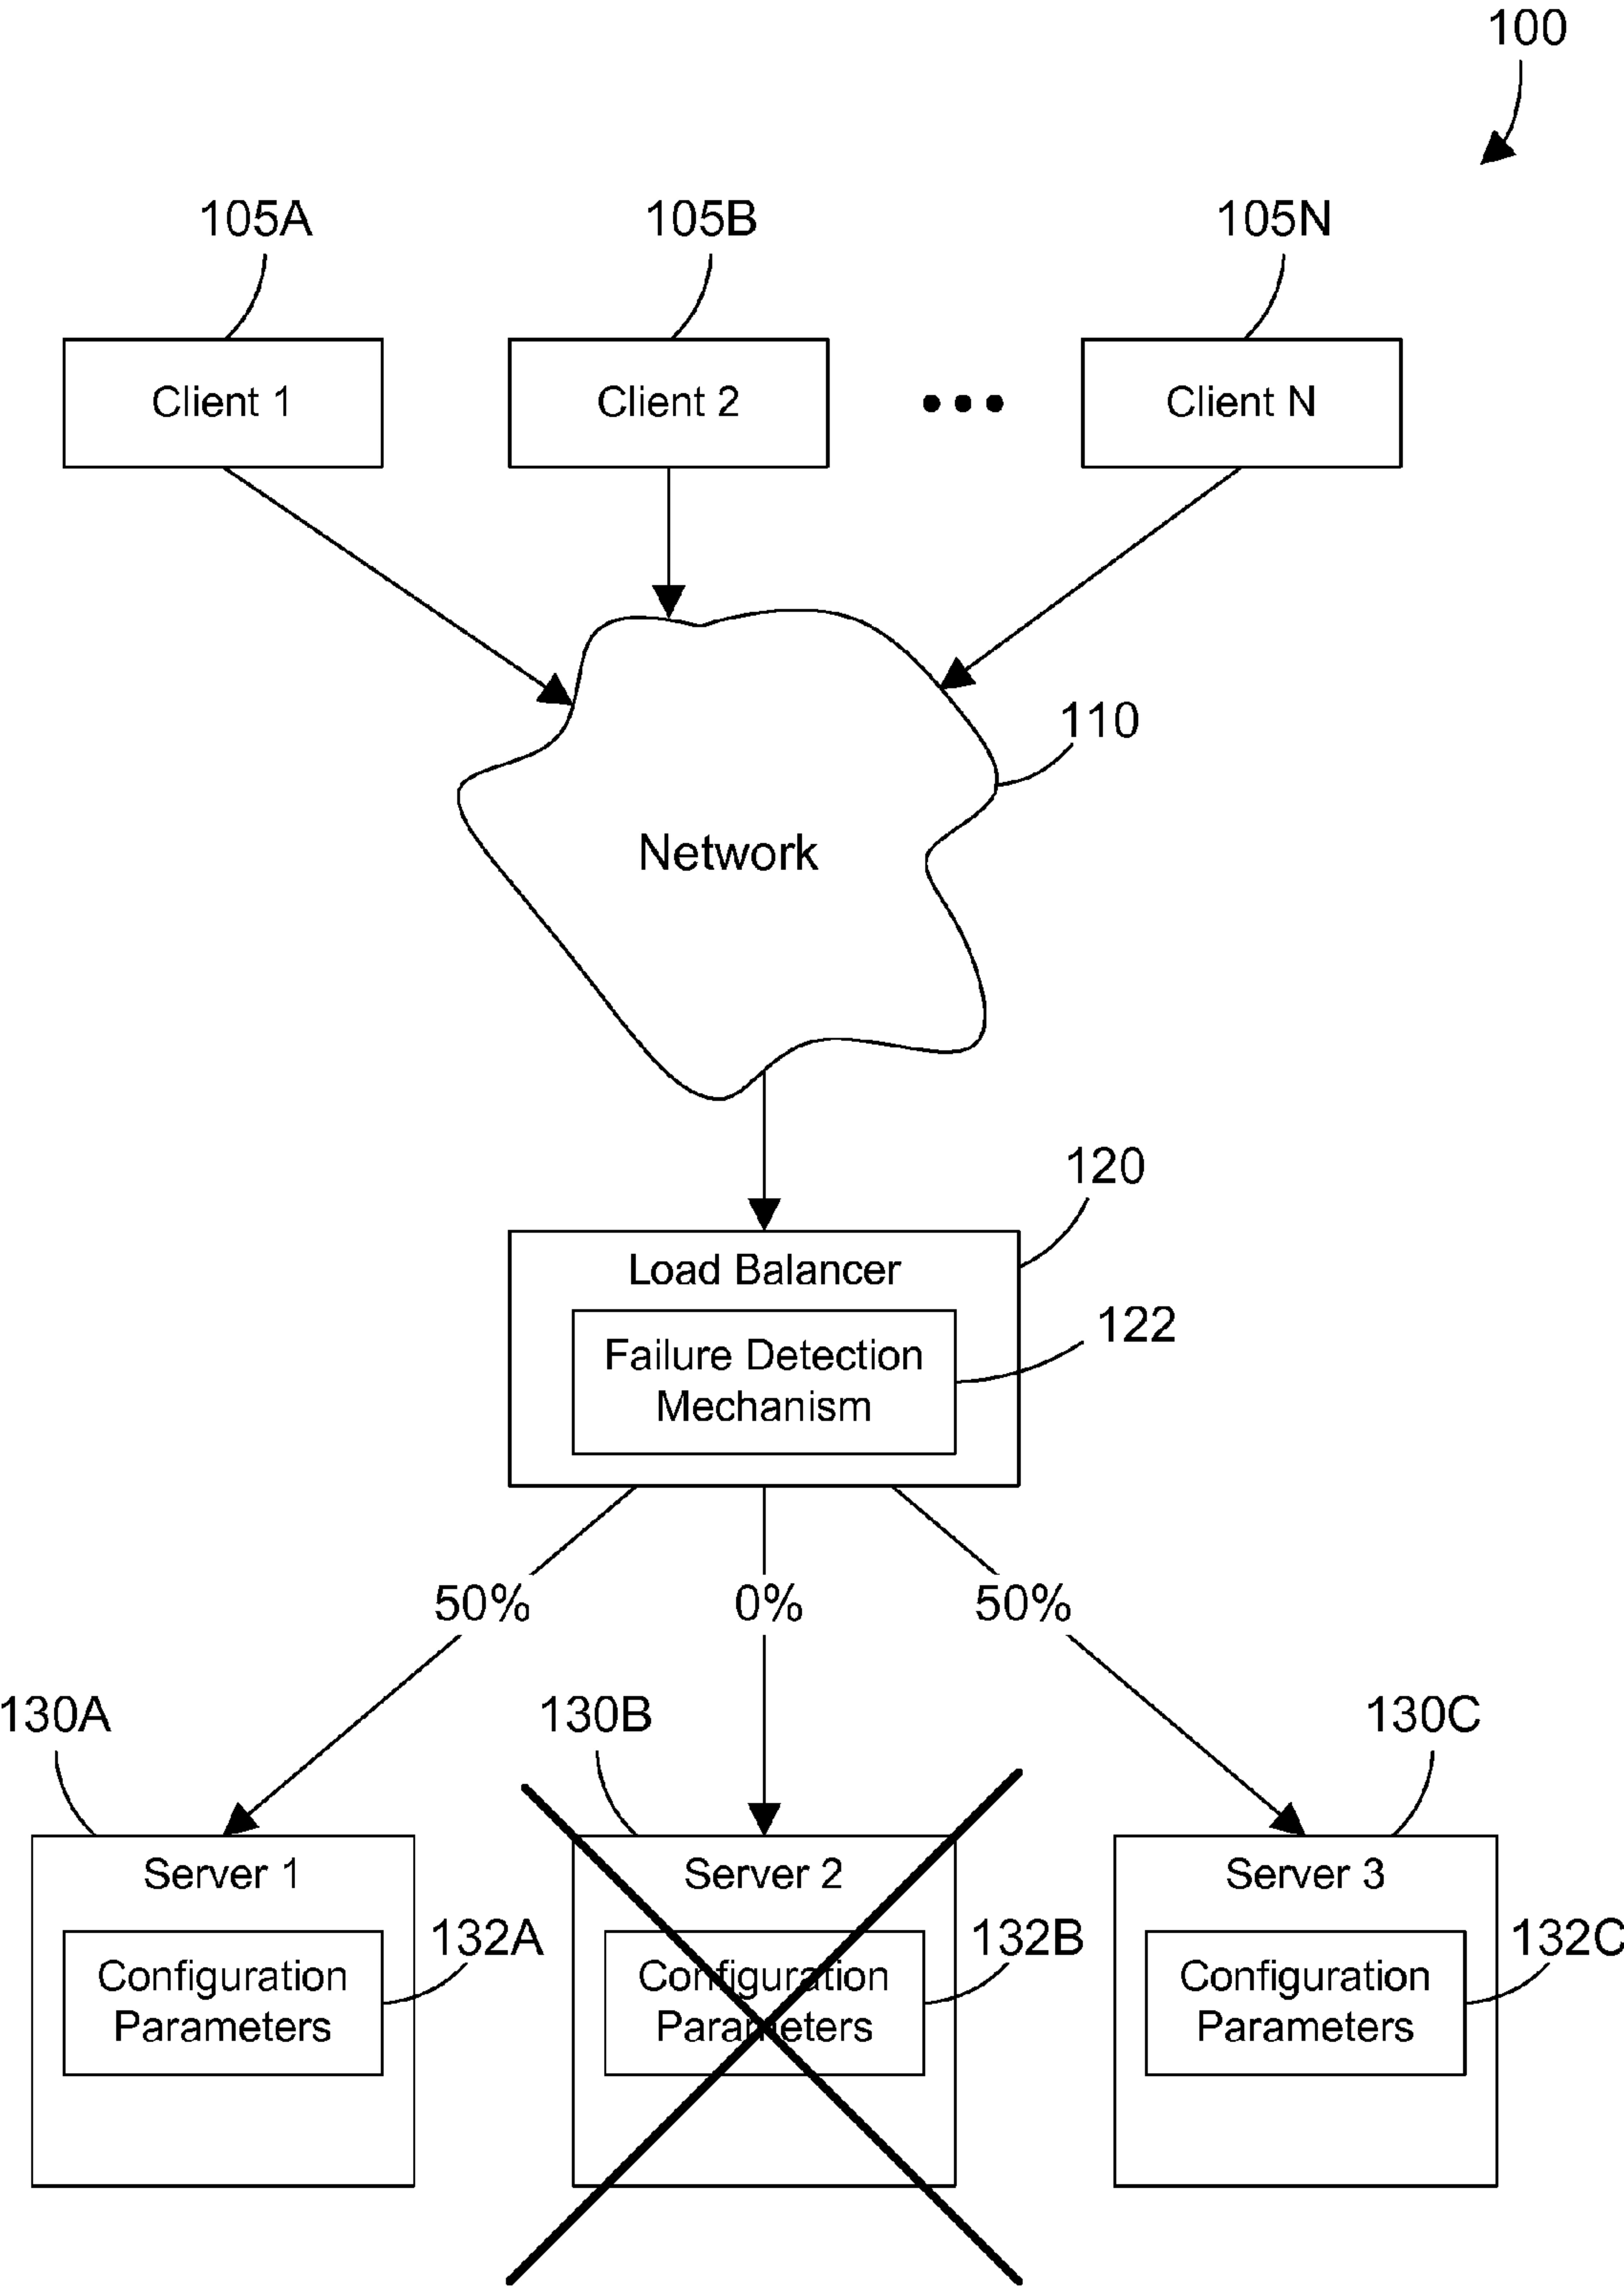 100
105A
105B
105N
Client 1
Client 2
Client N
110
Network
120
Load Balancer
122
Failure Detection
Mechanism
50%
0%
50%
130A
130B
130C
Server 1
Server 2
Server 3
132A
132B
132C
Configuration
Parameters
Configuration
Parameters
Configuration
Parameters